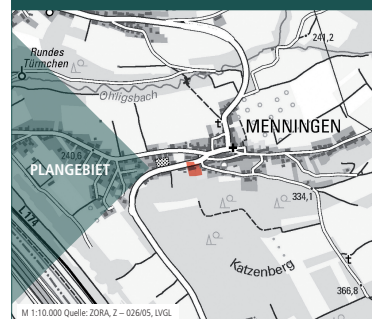 241,2
Rundes
Türmchen
Ohligsbach
MENNINGEN
240,6
PLANGEBIET
334,1
L 174
Katzenberg
366,8
M 1:10.000 Quelle: ZORA, Z – 026/05, LVGL